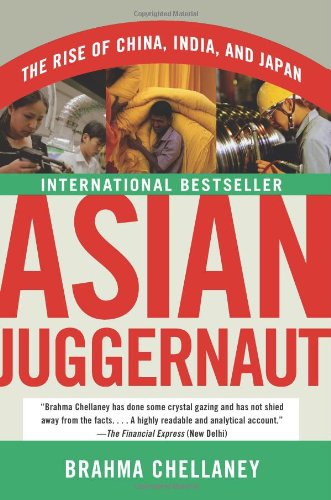 THE RISE OF CHINA, INDIA, AND JAPAN
INTERNATIONAL BESTSELLER
ASIAN
JUGGERNAUT
"Brahma Chellaney has done some crystal gazing and has not shied
away from the facts. . . . A highly readable and analytical account."
—The Financial Express (New Delhi)
BRAHMA CHELLANEY